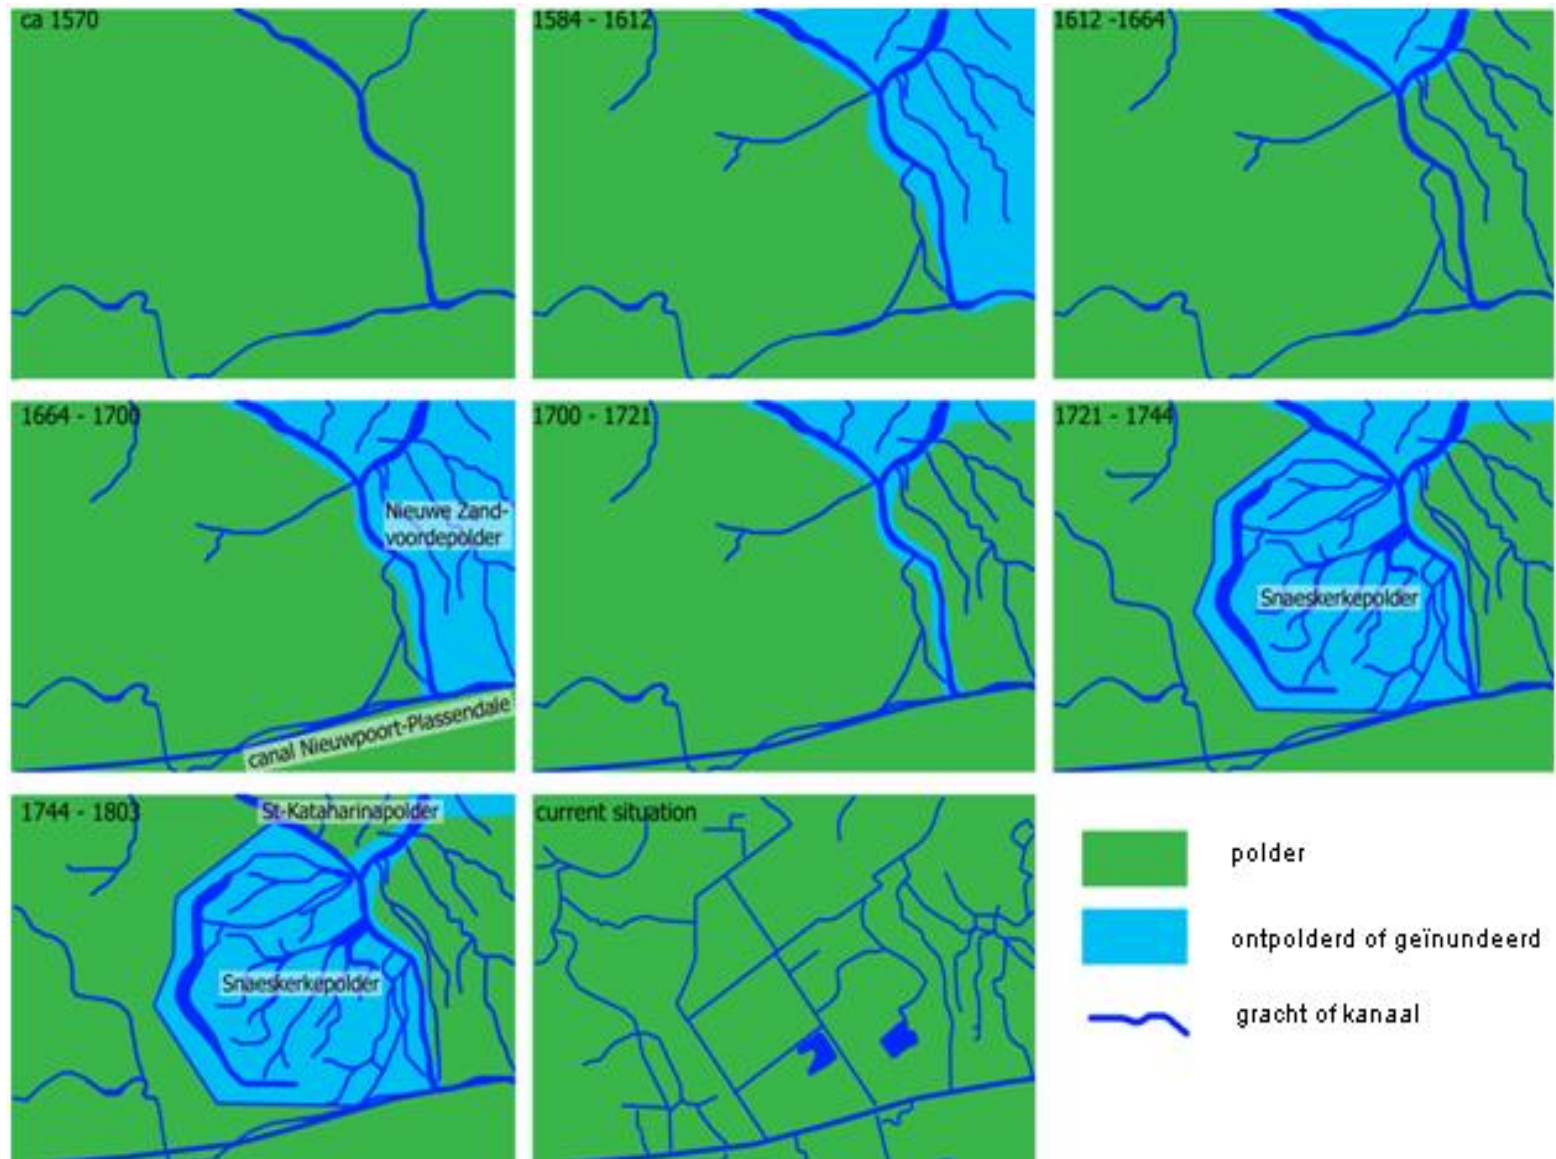 ca 1570
1584 - 1612
1612 -1664
1664 - 1700
Nieuwe Zand-
voordepolder
canal Nieuwpoort-Plassendale
1700 - 1721
1721 - 1744
Snaeskerkepolder
1744 - 1803
St-Kataharinapolder
Snaeskerkepolder
current situation
polder
ontpolderd of geïnundeerd
gracht of kanaal